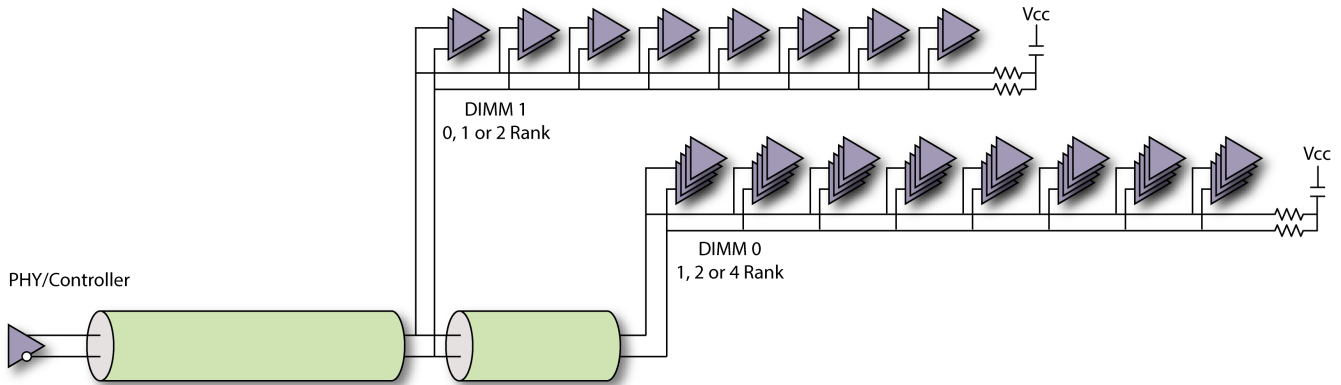 Vcc
DIMM 1
0, 1 or 2 Rank
Vcc
DIMM 0
1, 2 or 4 Rank
PHY/Controller